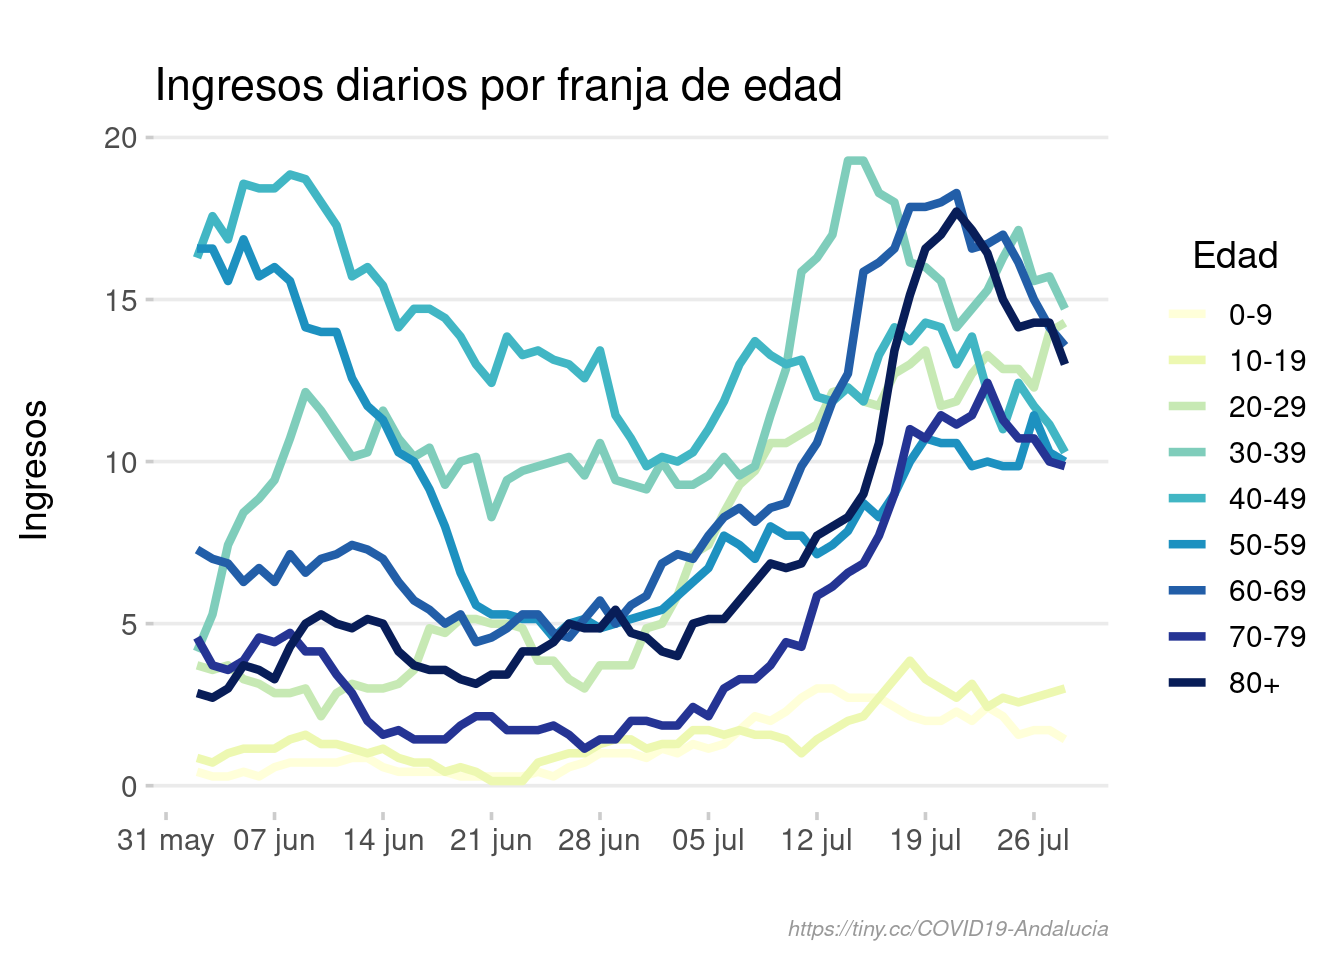 Ingresos diarios por franja de edad
20
15
10
5
0
Ingresos
31 may 07 jun 14 jun 21 jun 28 jun 05 jul 12 jul 19 jul 26 jul
Edad
0-9
10-19
20-29
30-39
40-49
50-59
60-69
70-79
80+
https://tiny.cc/COVID19-Andalucia